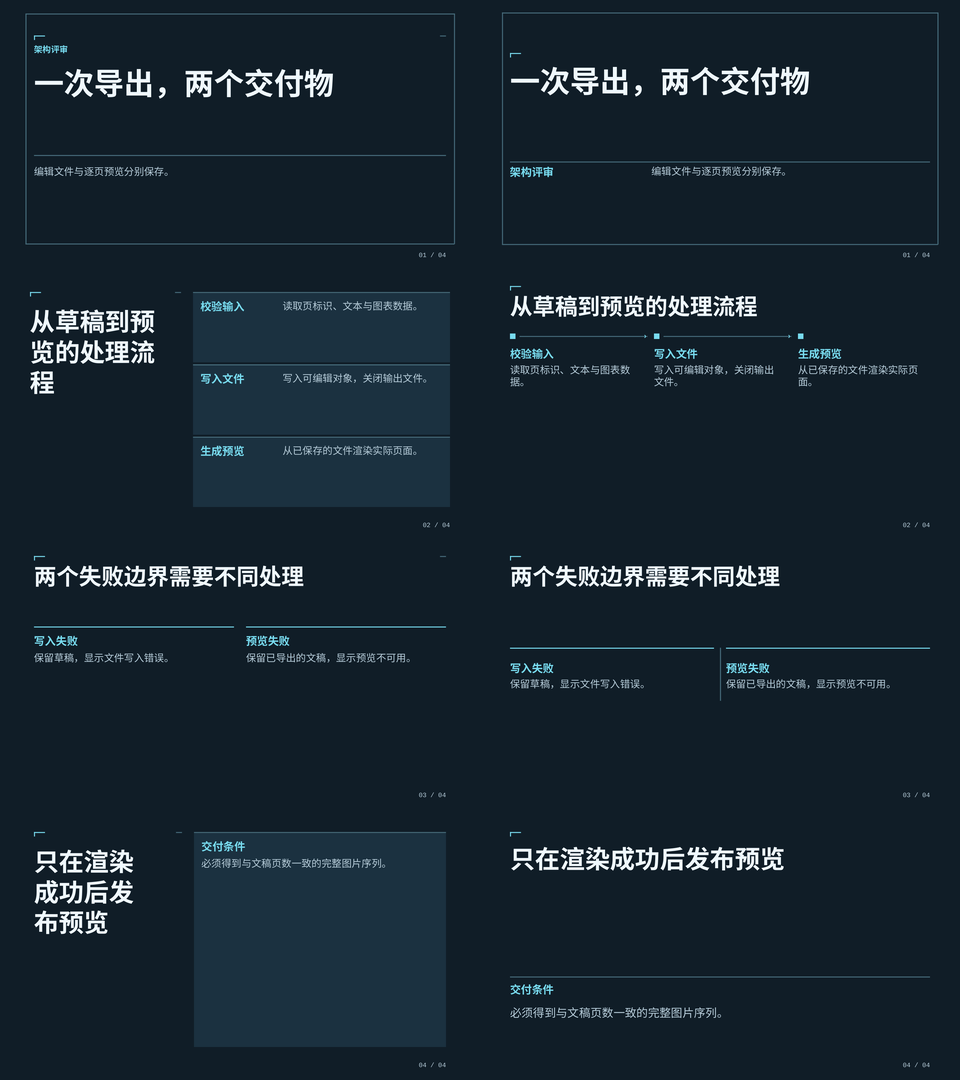 架构评审
一次导出，两个交付物
编辑文件与逐页预览分别保存。
01 / 04
一次导出，两个交付物
架构评审
编辑文件与逐页预览分别保存。
01 / 04
从草稿到预
览的处理流
程
校验输入
读取页标识、文本与图表数据。
写入文件
写入可编辑对象，关闭输出文件。
生成预览
从已保存的文件渲染实际页面。
02 / 04
从草稿到预览的处理流程
校验输入
读取页标识、文本与图表数
据。
写入文件
写入可编辑对象，关闭输出
文件。
生成预览
从已保存的文件渲染实际页
面。
02 / 04
两个失败边界需要不同处理
写入失败
保留草稿，显示文件写入错误。
预览失败
保留已导出的文稿，显示预览不可用。
03 / 04
两个失败边界需要不同处理
写入失败
保留草稿，显示文件写入错误。
预览失败
保留已导出的文稿，显示预览不可用。
03 / 04
只在渲染
成功后发
布预览
交付条件
必须得到与文稿页数一致的完整图片序列。
04 / 04
只在渲染成功后发布预览
交付条件
必须得到与文稿页数一致的完整图片序列。
04 / 04